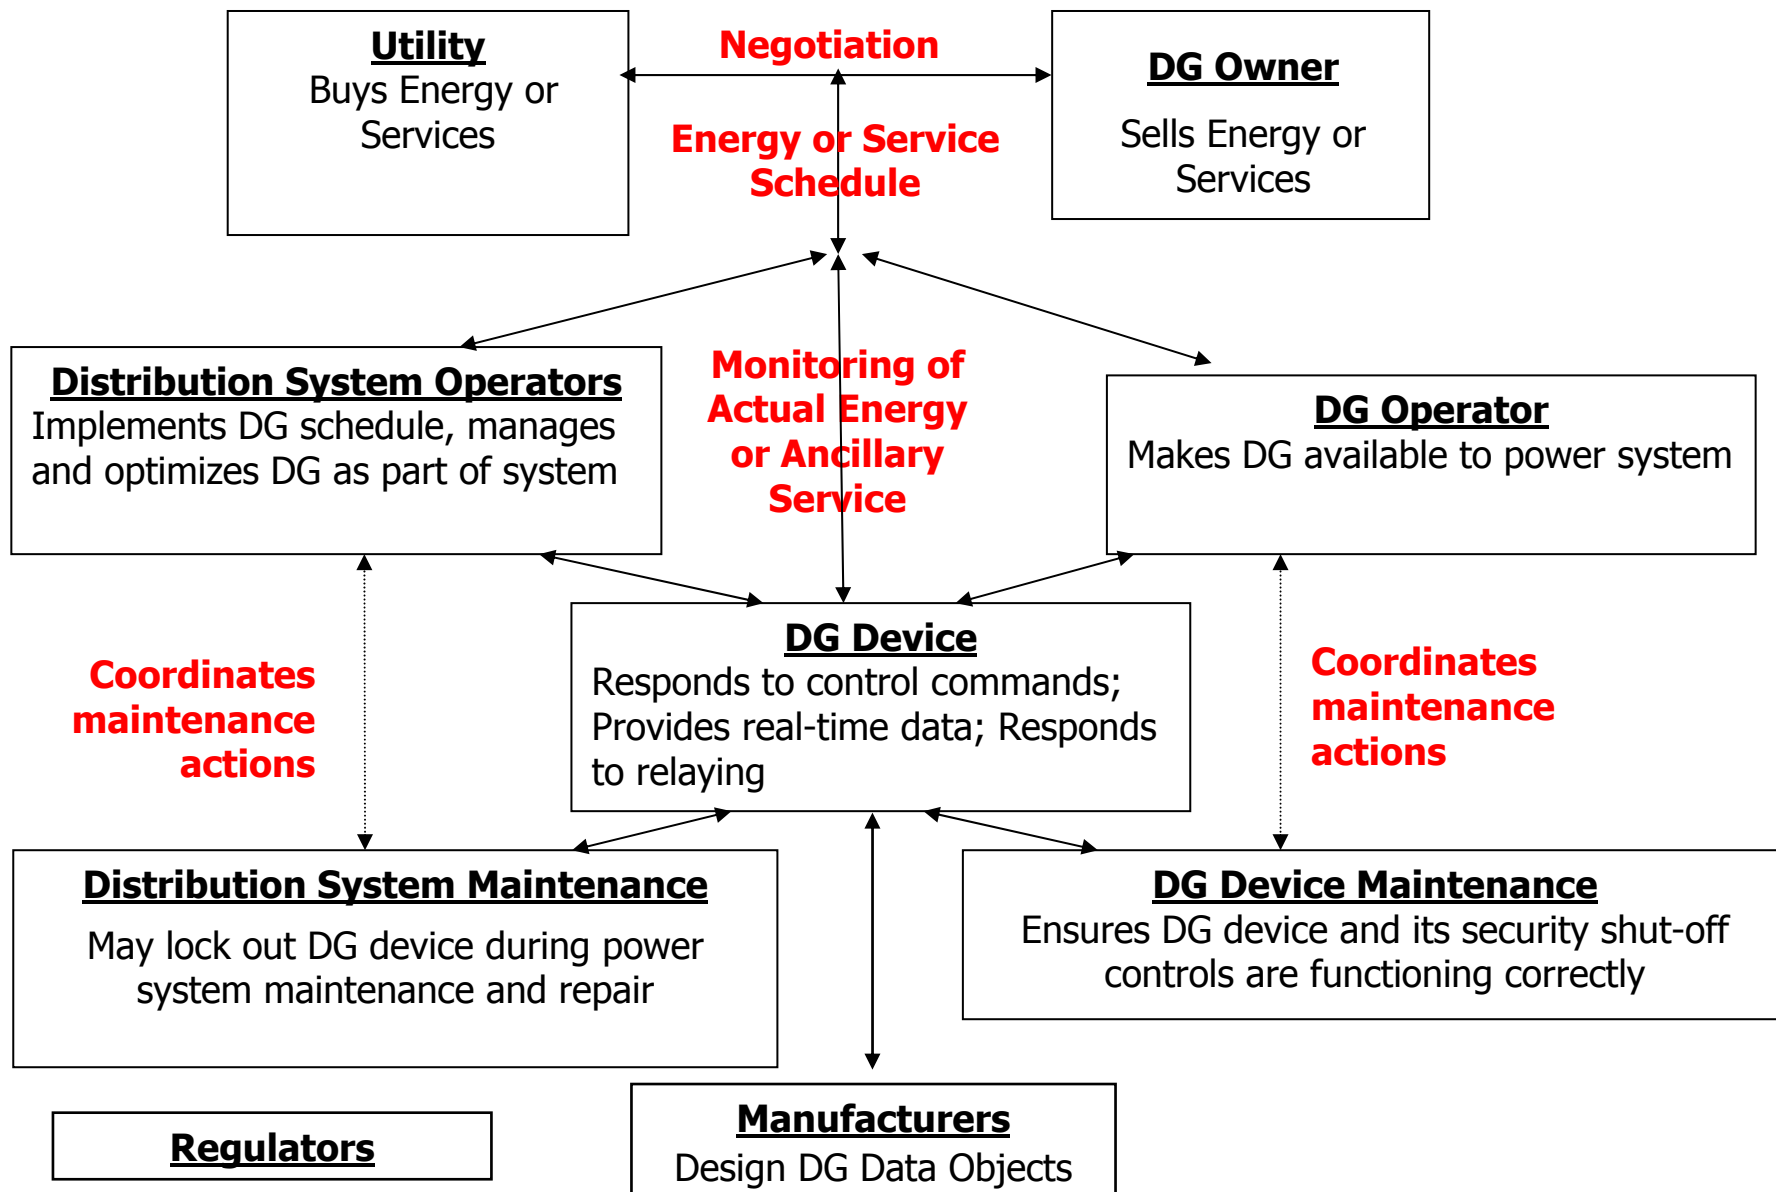 Utility
Buys Energy or
Services
Negotiation
DG Owner
Sells Energy or
Services
Energy or Service
Schedule
Distribution System Operators
Implements DG schedule, manages
and optimizes DG as part of system
Monitoring of
Actual Energy
or Ancillary
Service
DG Operator
Makes DG available to power system
Coordinates
maintenance
actions
DG Device
Responds to control commands;
Provides real-time data; Responds
to relaying
Coordinates
maintenance
actions
Distribution System Maintenance
May lock out DG device during power
system maintenance and repair
DG Device Maintenance
Ensures DG device and its security shut-off
controls are functioning correctly
Regulators
Manufacturers
Design DG Data Objects